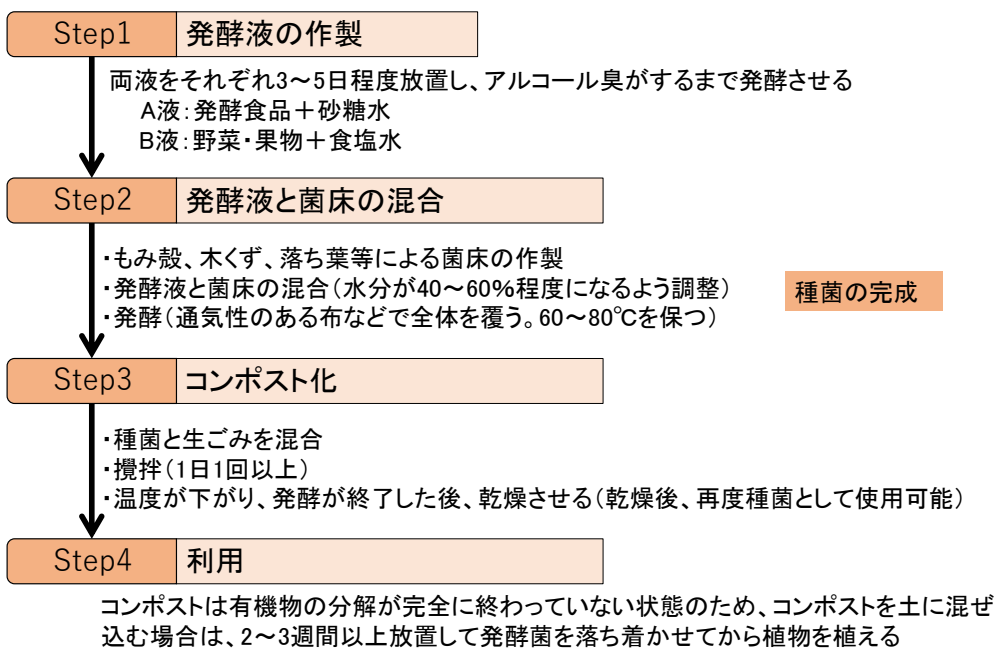 Step1 発酵液の作製
両液をそれぞれ3～5日程度放置し、アルコール臭がするまで発酵させる
A液：発酵食品＋砂糖水
B液：野菜・果物＋食塩水
Step2 発酵液と菌床の混合
・もみ殻、木くず、落ち葉等による菌床の作製
・発酵液と菌床の混合（水分が40～60%程度になるよう調整）
・発酵（通気性のある布などで全体を覆う。60～80℃を保つ）
種菌の完成
Step3 コンポスト化
・種菌と生ごみを混合
・攪拌（1日1回以上）
・温度が下がり、発酵が終了した後、乾燥させる（乾燥後、再度種菌として使用可能）
Step4 利用
コンポストは有機物の分解が完全に終わっていない状態のため、コンポストを土に混ぜ
込む場合は、2～3週間以上放置して発酵菌を落ち着かせてから植物を植える